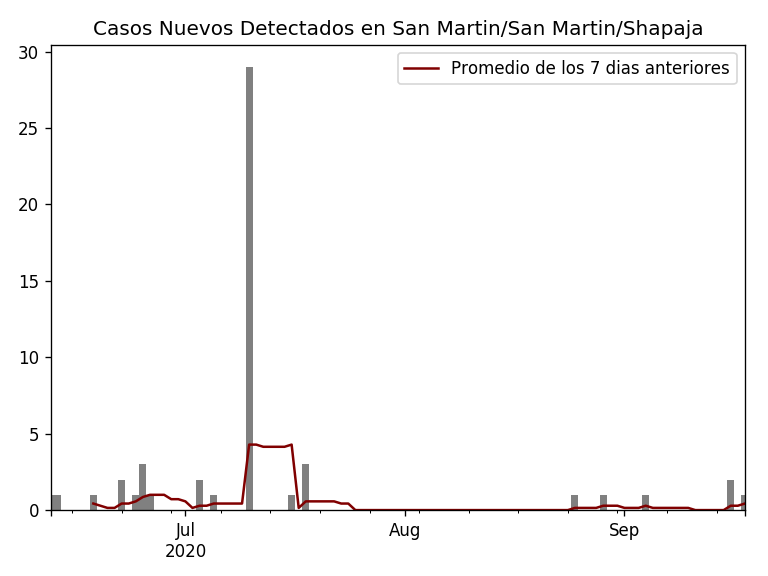 Casos Nuevos Detectados en San Martin/San Martin/Shapaja
Promedio de los 7 dias anteriores
30
25
20
15
10
5
0
Jul
2020
Aug
Sep